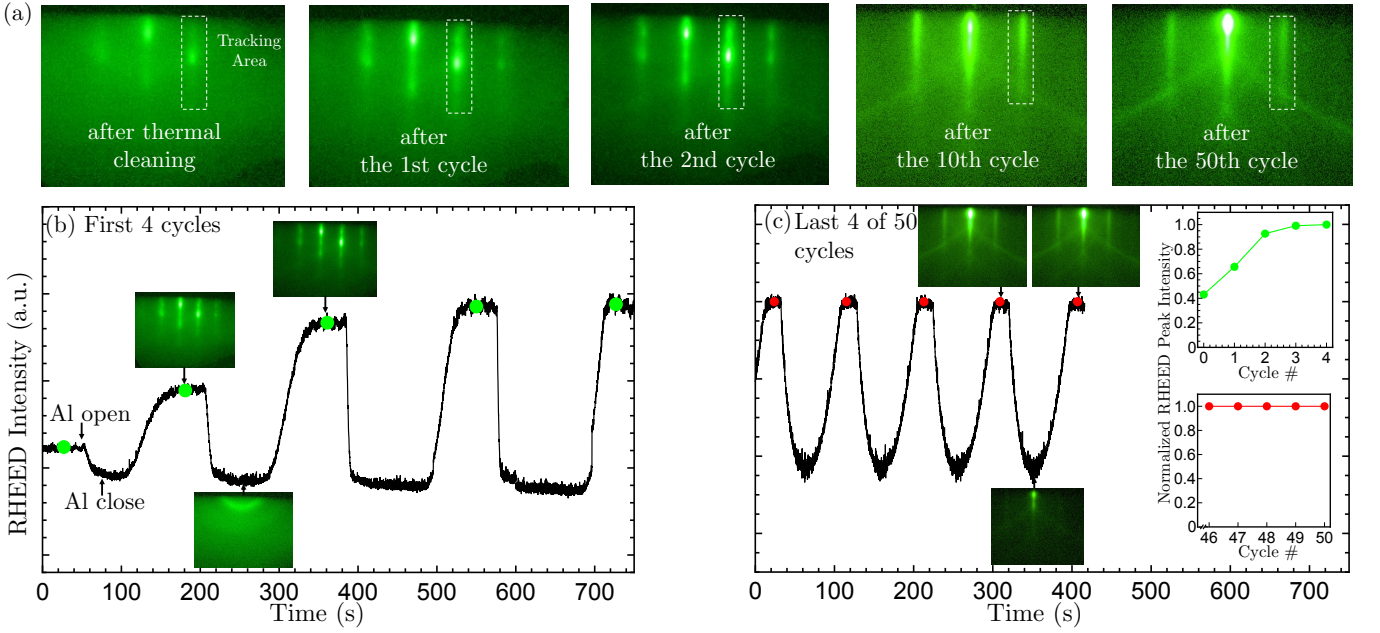 (a)
Tracking
Area
after thermal
cleaning
after
the 1st cycle
after
the 2nd cycle
after
the 10th cycle
after
the 50th cycle
(b) First 4 cycles
Al open
Al close
RHEED Intensity (a.u.)
0 100 200 300 400 500 600 700
Time (s)
(c) Last 4 of 50
cycles
0 100 200 300 400 500 600 700
Time (s)
Normalized RHEED Peak Intensity
1.0
0.8
0.6
0.4
0.2
0
0 1 2 3 4
Cycle #
1.0
0.8
0.6
0.4
0.2
0
46 47 48 49 50
Cycle #